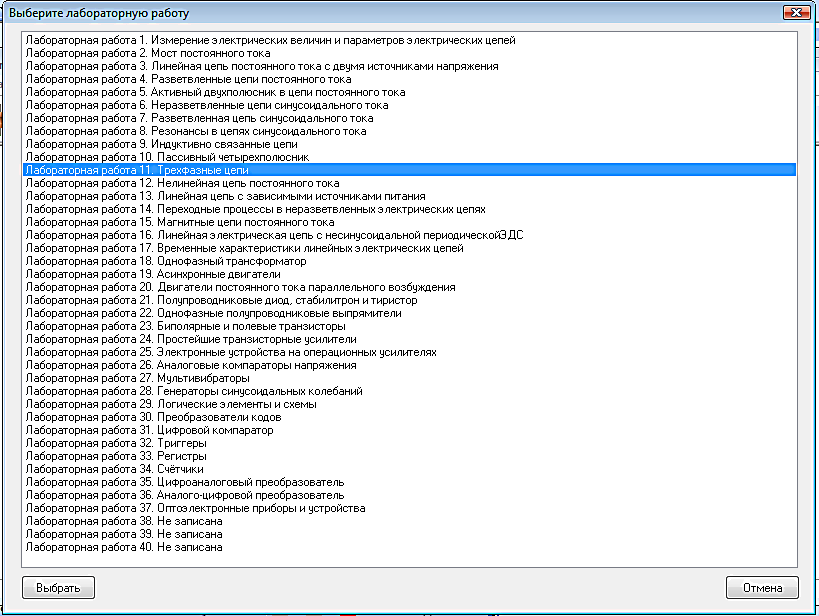 Выберите лабораторную работу
Лабораторная работа 1. Измерение электрических величин и параметров электрических цепей
Лабораторная работа 2. Мост постоянного тока
Лабораторная работа 3. Линейная цепь постоянного тока с двумя источниками напряжения
Лабораторная работа 4. Разветвленные цепи постоянного тока
Лабораторная работа 5. Активный двухполюсник в цепи постоянного тока
Лабораторная работа 6. Неразветвленные цепи синусоидального тока
Лабораторная работа 7. Разветвленная цепь синусоидального тока
Лабораторная работа 8. Резонансы в цепях синусоидального тока
Лабораторная работа 9. Индуктивно связанные цепи
Лабораторная работа 10. Пассивный четырехполюсник
Лабораторная работа 11. Трехфазные цепи
Лабораторная работа 12. Нелинейная цепь постоянного тока
Лабораторная работа 13. Линейная цепь с зависимыми источниками питания
Лабораторная работа 14. Переходные процессы в неразветвленных электрических цепях
Лабораторная работа 15. Магнитные цепи постоянного тока
Лабораторная работа 16. Линейная электрическая цепь с несинусоидальной периодическойЭДС
Лабораторная работа 17. Временные характеристики линейных электрических цепей
Лабораторная работа 18. Однофазный трансформатор
Лабораторная работа 19. Асинхронные двигатели
Лабораторная работа 20. Двигатели постоянного тока параллельного возбуждения
Лабораторная работа 21. Полупроводниковые диод, стабилитрон и тиристор
Лабораторная работа 22. Однофазные полупроводниковые выпрямители
Лабораторная работа 23. Биполярные и полевые транзисторы
Лабораторная работа 24. Простейшие транзисторные усилители
Лабораторная работа 25. Электронные устройства на операционных усилителях
Лабораторная работа 26. Аналоговые компараторы напряжения
Лабораторная работа 27. Мультивибраторы
Лабораторная работа 28. Генераторы синусоидальных колебаний
Лабораторная работа 29. Логические элементы и схемы
Лабораторная работа 30. Преобразователи кодов
Лабораторная работа 31. Цифровой компаратор
Лабораторная работа 32. Триггеры
Лабораторная работа 33. Регистры
Лабораторная работа 34. Счётчики
Лабораторная работа 35. Цифроаналоговый преобразователь
Лабораторная работа 36. Аналого-цифровой преобразователь
Лабораторная работа 37. Оптоэлектронные приборы и устройства
Лабораторная работа 38. Не записана
Лабораторная работа 39. Не записана
Лабораторная работа 40. Не записана
Выбрать
Отмена